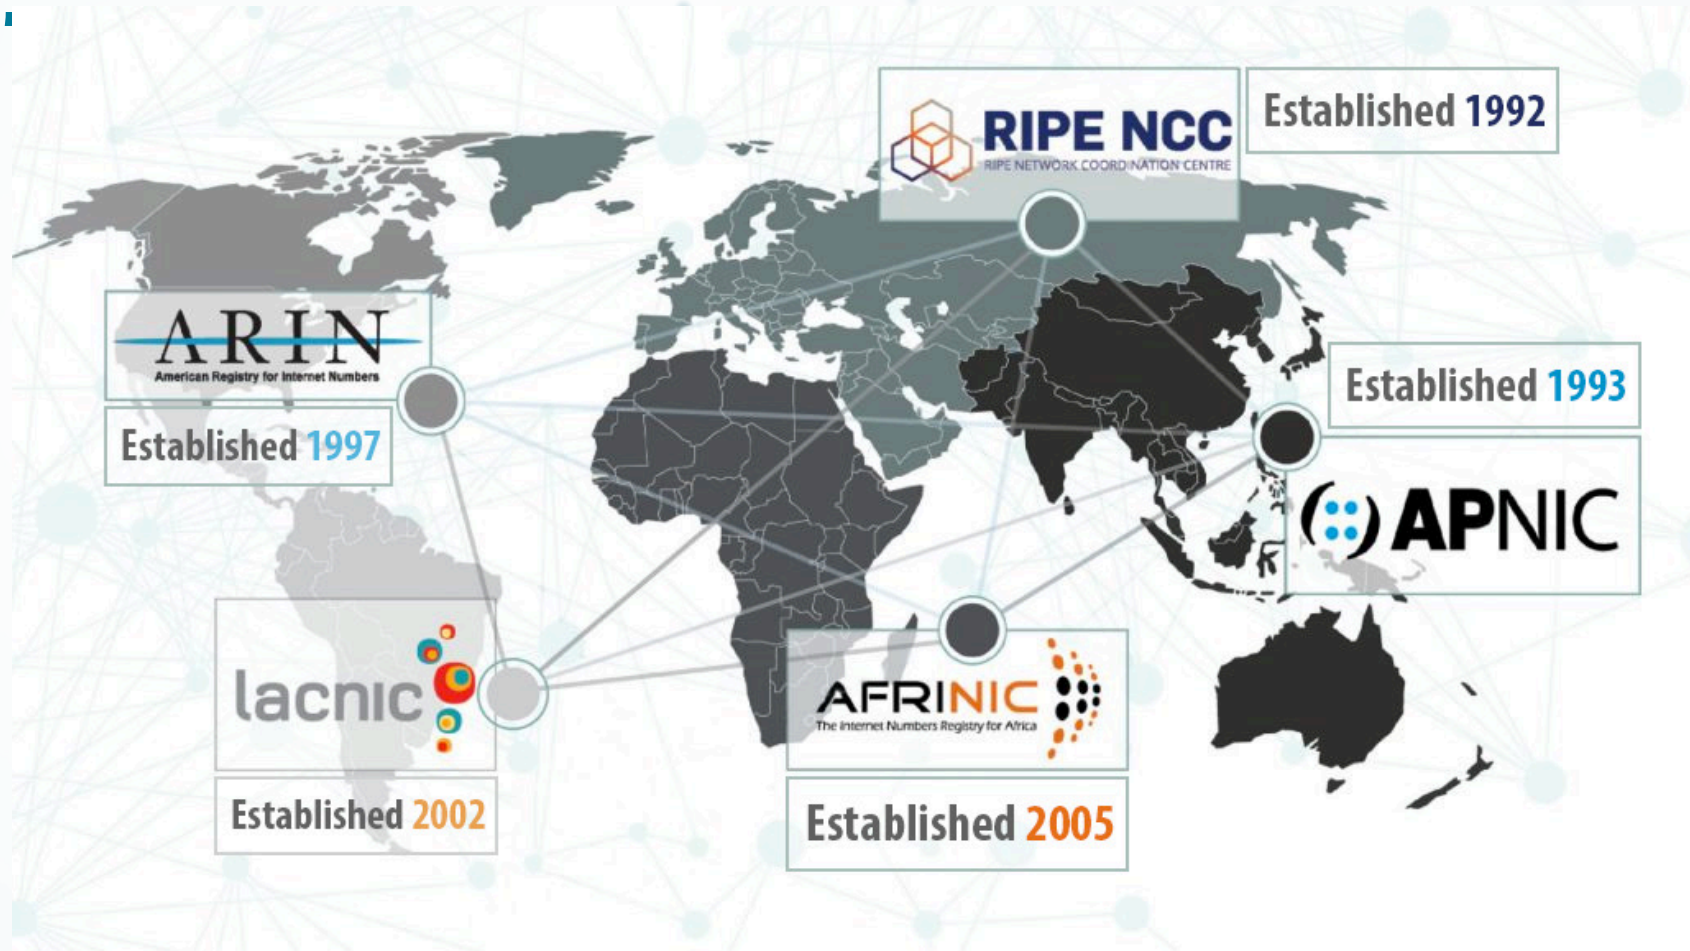 RIPE NCC
RIPE NETWORK COORDINATION CENTRE
Established 1992
ARIN
American Registry for Internet Numbers
Established 1997
Established 1993
APNIC
lacnic
Established 2002
AFRINIC
The Internet Numbers Registry for Africa
Established 2005